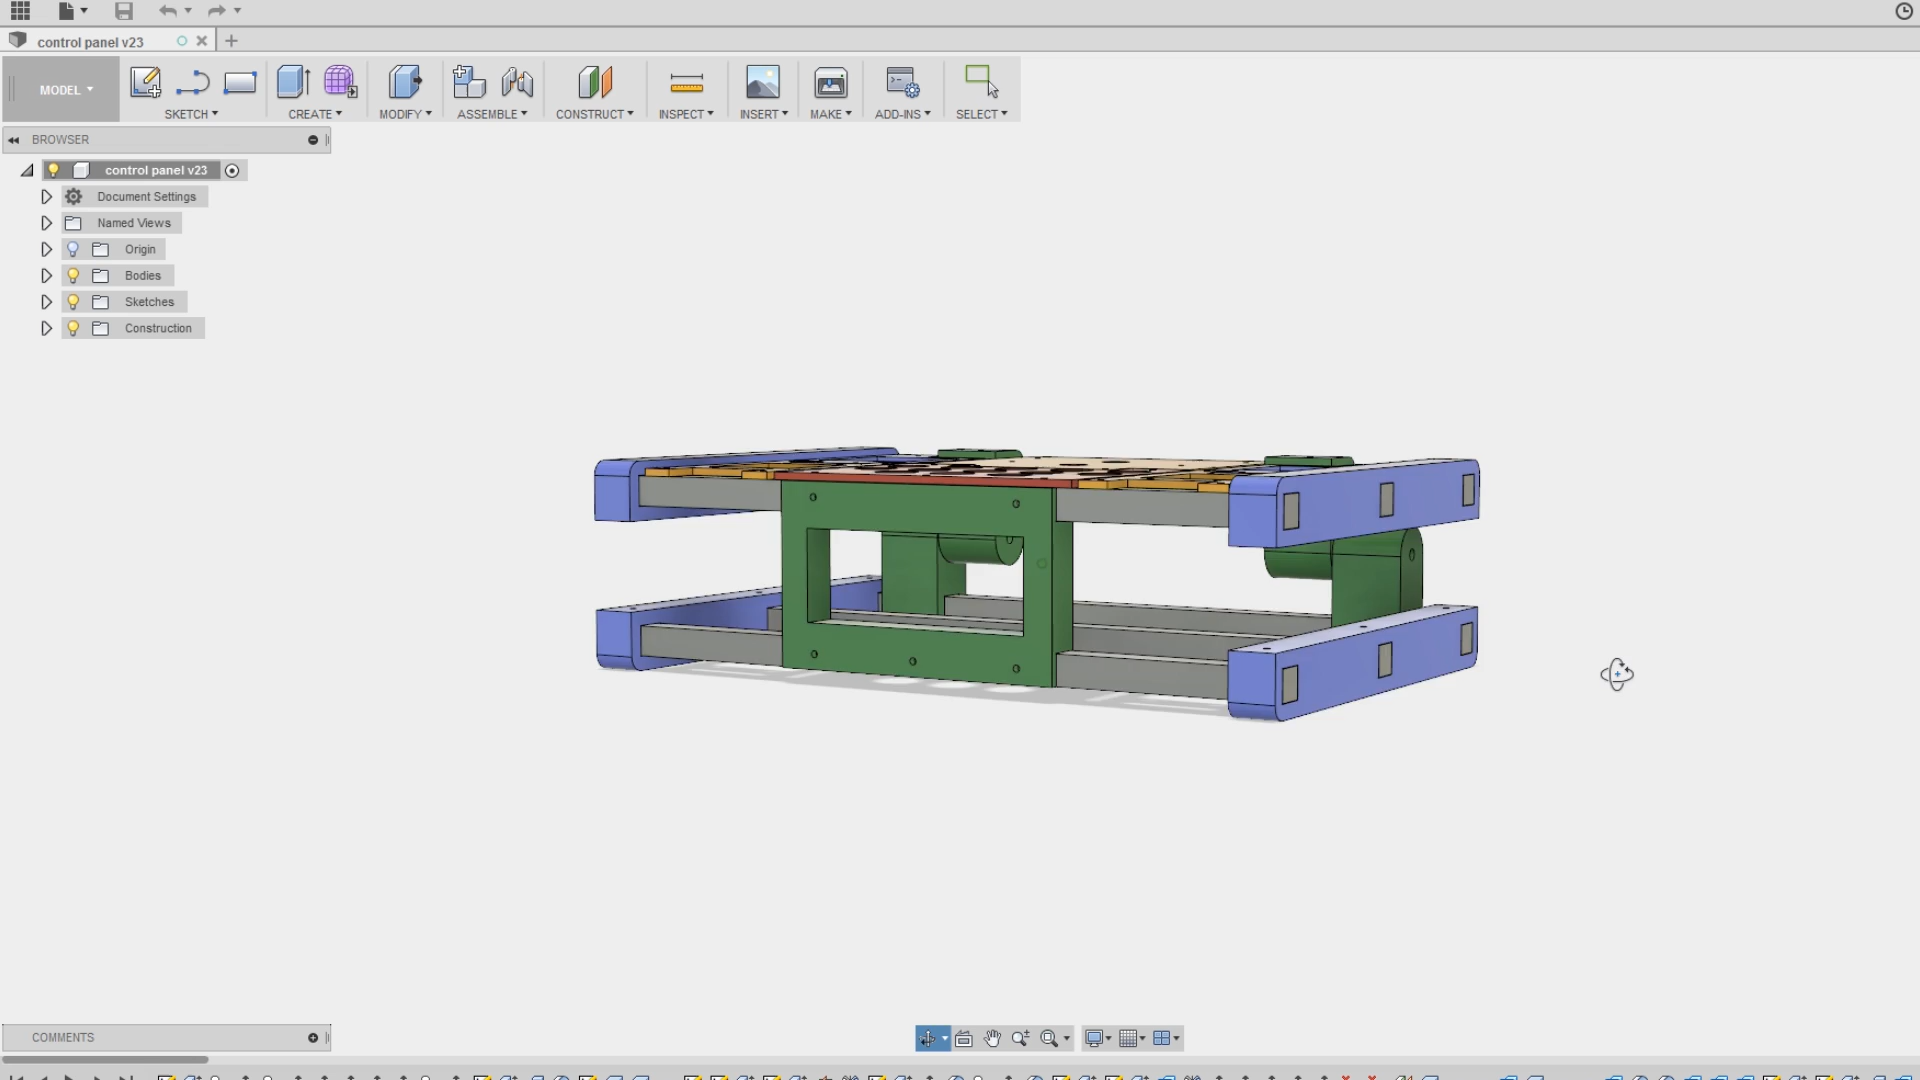 control panel v23
MODEL
SKETCH
CREATE
MODIFY
ASSEMBLE
CONSTRUCT
INSPECT
INSERT
MAKE
ADD-INS
SELECT
BROWSER
control panel v23
Document Settings
Named Views
Origin
Bodies
Sketches
Construction
COMMENTS